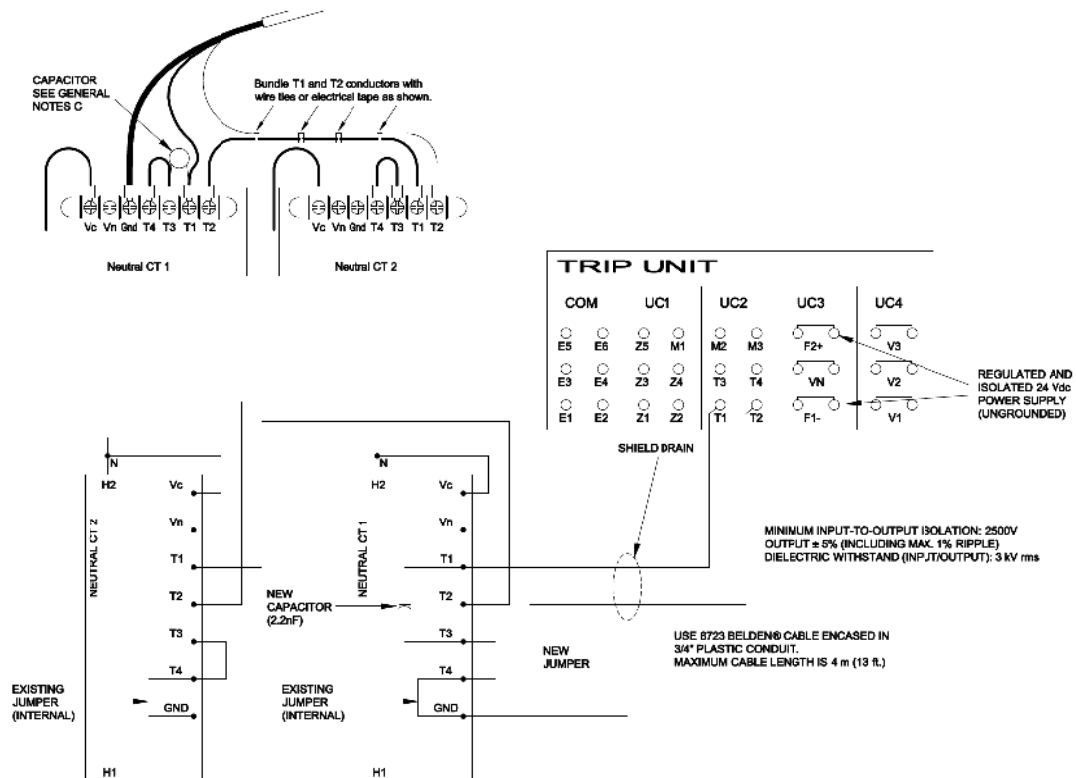 CAPACITOR
SEE GENERAL
NOTES C
Bundle T1 and T2 conductors with
wire ties or electrical tape as shown.
Vc Vn Gnd T4 T3 T1 T2
Vc Vn Gnd T4 T3 T1 T2
Neutral CT 1
Neutral CT 2
TRIP UNIT
COM UC1 UC2 UC3 UC4
E5 E6 Z5 M1 M2 M3 F2+ V3
E3 E4 Z3 Z4 T3 T4 VN V2
E1 E2 Z1 Z2 T1 T2 F1- V1
REGULATED AND
ISOLATED 24 Vdc
POWER SUPPLY
(UNGROUNDED)
SHIELD DRAIN
N
H2
Vc
Vn
NEUTRAL CT 2
T1
T2
T3
T4
GND
H1
EXISTING
JUMPER
(INTERNAL)
N
H2
Vc
Vn
NEUTRAL CT 1
T1
T2
T3
T4
GND
H1
NEW
CAPACITOR
(2.2nF)
EXISTING
JUMPER
(INTERNAL)
NEW
JUMPER
MINIMUM INPUT-TO-OUTPUT ISOLATION: 2500V
OUTPUT ± 5% (INCLUDING MAX. 1% RIPPLE)
DIELECTRIC WITHSTAND (INPUT/OUTPUT): 3 kV rms
USE 8723 BELDEN® CABLE ENCASED IN
3/4" PLASTIC CONDUIT.
MAXIMUM CABLE LENGTH IS 4 m (13 ft.)